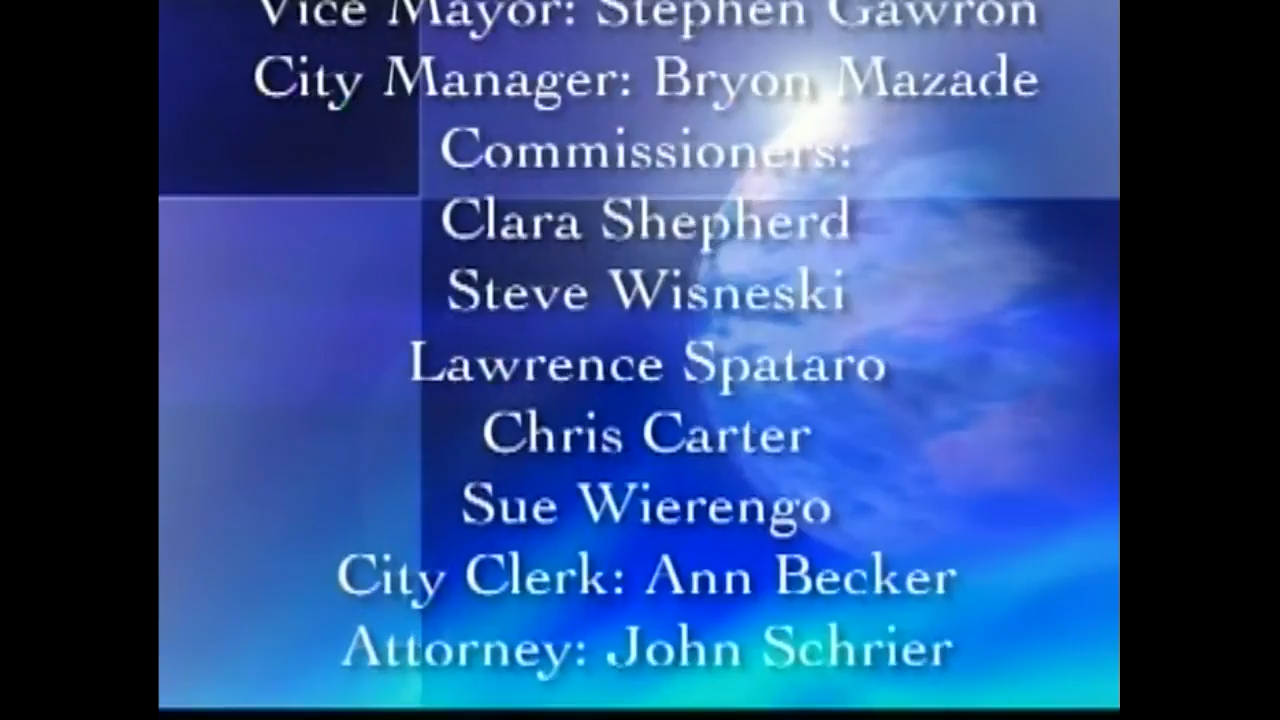 Vice Mayor: Stephen Gawron
City Manager: Bryon Mazade
Commissioners:
Clara Shepherd
Steve Wisneski
Lawrence Spataro
Chris Carter
Sue Wierengo
City Clerk: Ann Becker
Attorney: John Schrier